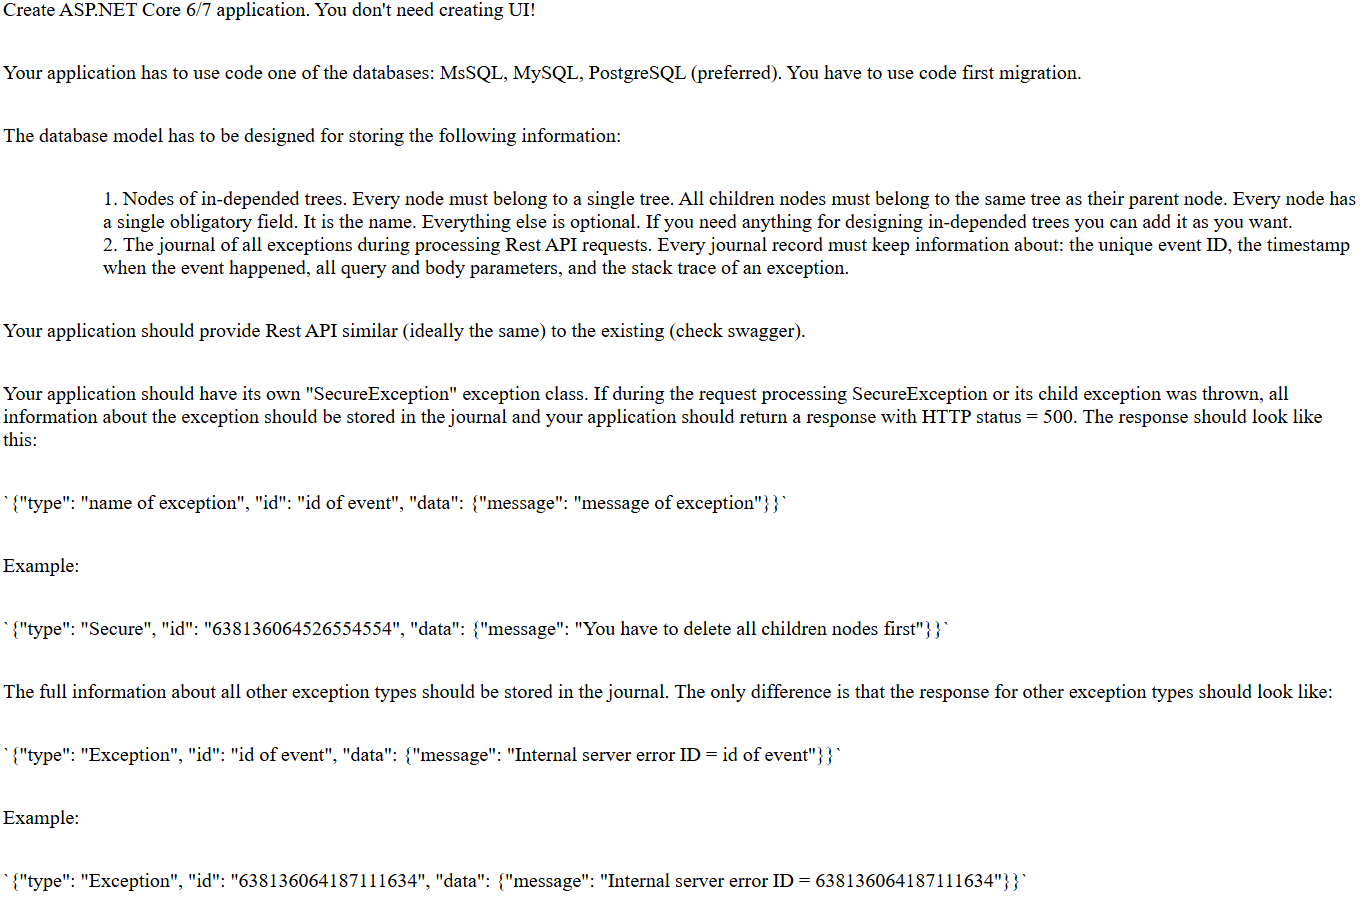 Create ASP.NET Core 6/7 application. You don't need creating UI!
Your application has to use code one of the databases: MsSQL, MySQL, PostgreSQL (preferred). You have to use code first migration.
The database model has to be designed for storing the following information:
1. Nodes of in-depended trees. Every node must belong to a single tree. All children nodes must belong to the same tree as their parent node. Every node has
a single obligatory field. It is the name. Everything else is optional. If you need anything for designing in-depended trees you can add it as you want.
2. The journal of all exceptions during processing Rest API requests. Every journal record must keep information about: the unique event ID, the timestamp
when the event happened, all query and body parameters, and the stack trace of an exception.
Your application should provide Rest API similar (ideally the same) to the existing (check swagger).
Your application should have its own "SecureException" exception class. If during the request processing SecureException or its child exception was thrown, all
information about the exception should be stored in the journal and your application should return a response with HTTP status = 500. The response should look like
this:
`{"type": "name of exception", "id": "id of event", "data": {"message": "message of exception"}}`
Example:
`{"type": "Secure", "id": "638136064526554554", "data": {"message": "You have to delete all children nodes first"}}`
The full information about all other exception types should be stored in the journal. The only difference is that the response for other exception types should look like:
`{"type": "Exception", "id": "id of event", "data": {"message": "Internal server error ID = id of event"}}`
Example:
`{"type": "Exception", "id": "638136064187111634", "data": {"message": "Internal server error ID = 638136064187111634"}}`